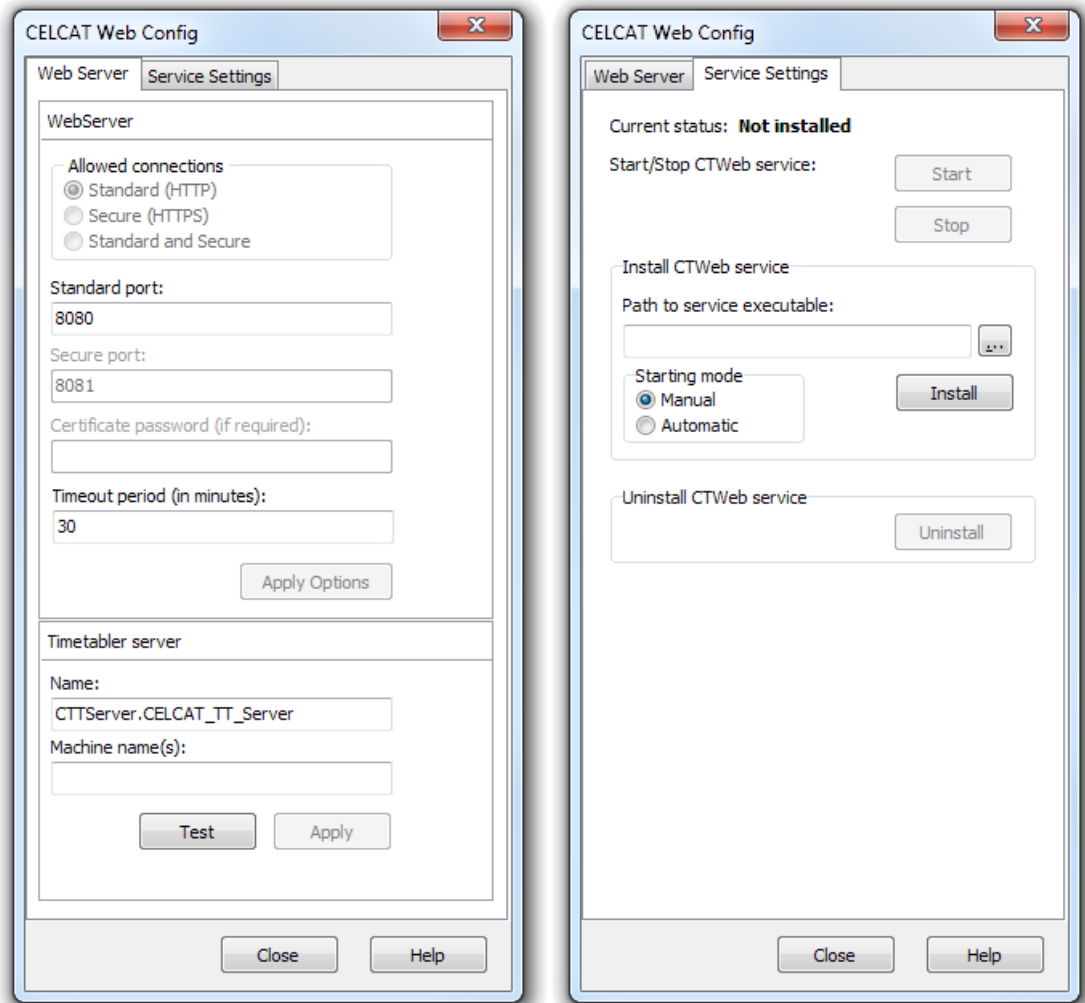 CELCAT Web Config
Web Server
Service Settings
WebServer
Allowed connections
Standard (HTTP)
Secure (HTTPS)
Standard and Secure
Standard port:
8080
Secure port:
8081
Certificate password (if required):
Timeout period (in minutes):
30
Apply Options
Timetabler server
Name:
CTTServer.CELCAT_TT_Server
Machine name(s):
Test
Apply
Close
Help
CELCAT Web Config
Web Server
Service Settings
Current status: Not installed
Start/Stop CTWeb service:
Start
Stop
Install CTWeb service
Path to service executable:
...
Starting mode
Manual
Automatic
Install
Uninstall CTWeb service
Uninstall
Close
Help